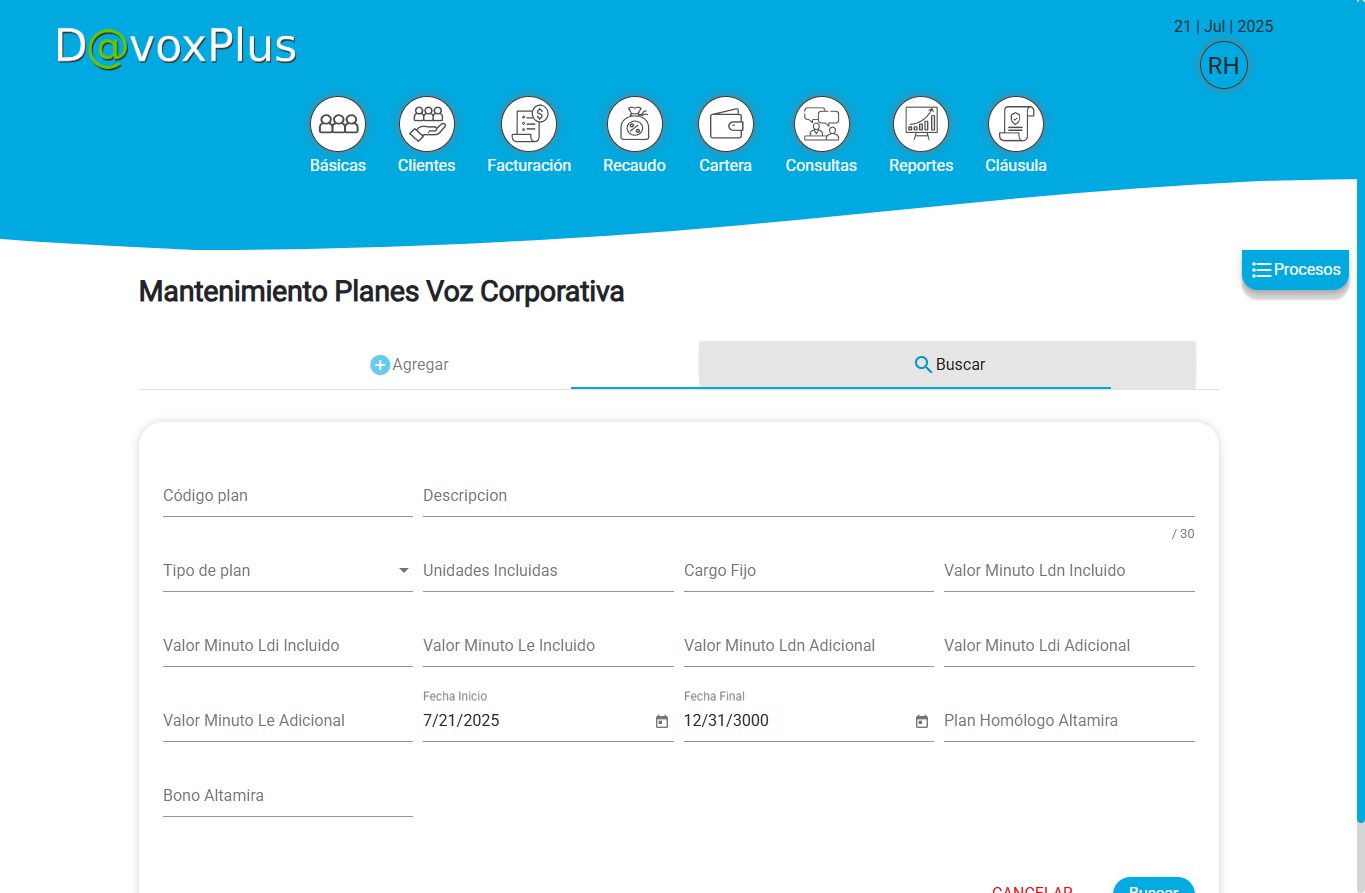 D@voxPlus
21 | Jul | 2025
RH
Básicas Clientes Facturación Recaudo Cartera Consultas Reportes Cláusula
Procesos
Mantenimiento Planes Voz Corporativa
Agregar Buscar
Código plan Descripcion
/ 30
Tipo de plan Unidades Incluidas Cargo Fijo Valor Minuto Ldn Incluido
Valor Minuto Ldi Incluido Valor Minuto Le Incluido Valor Minuto Ldn Adicional Valor Minuto Ldi Adicional
Fecha Inicio Fecha Final
Valor Minuto Le Adicional 7/21/2025 12/31/3000 Plan Homólogo Altamira
Bono Altamira
CANCELAR Buscar